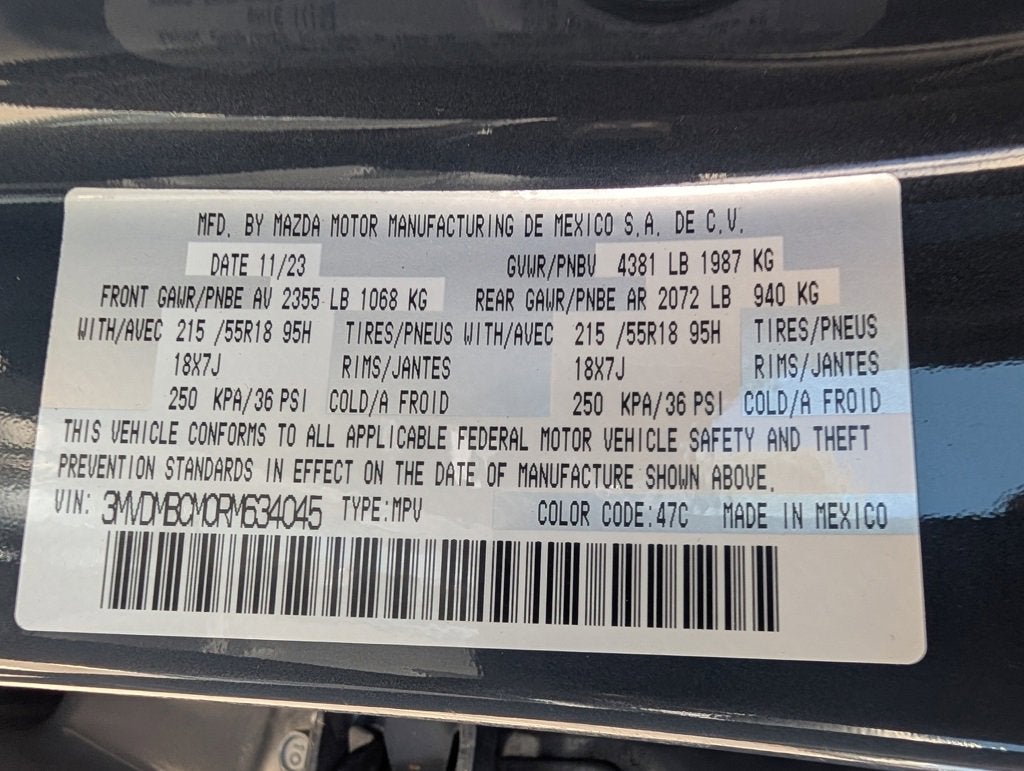 MFD. BY MAZDA MOTOR MANUFACTURING DE MEXICO S.A. DE C.V.
DATE 11/23 GVWR/PNBV 4381 LB 1987 KG
FRONT GAWR/PNBE AV 2355 LB 1068 KG REAR GAWR/PNBE AR 2072 LB 940 KG
WITH/AVEC 215 /55R18 95H TIRES/PNEUS WITH/AVEC 215 /55R18 95H TIRES/PNEUS
18X7J RIMS/JANTES 18X7J RIMS/JANTES
250 KPA/36 PSI COLD/A FROID 250 KPA/36 PSI COLD/A FROID
THIS VEHICLE CONFORMS TO ALL APPLICABLE FEDERAL MOTOR VEHICLE SAFETY AND THEFT
PREVENTION STANDARDS IN EFFECT ON THE DATE OF MANUFACTURE SHOWN ABOVE.
VIN: 3MVDMBCM0RM634045 TYPE:MPV COLOR CODE:47C MADE IN MEXICO